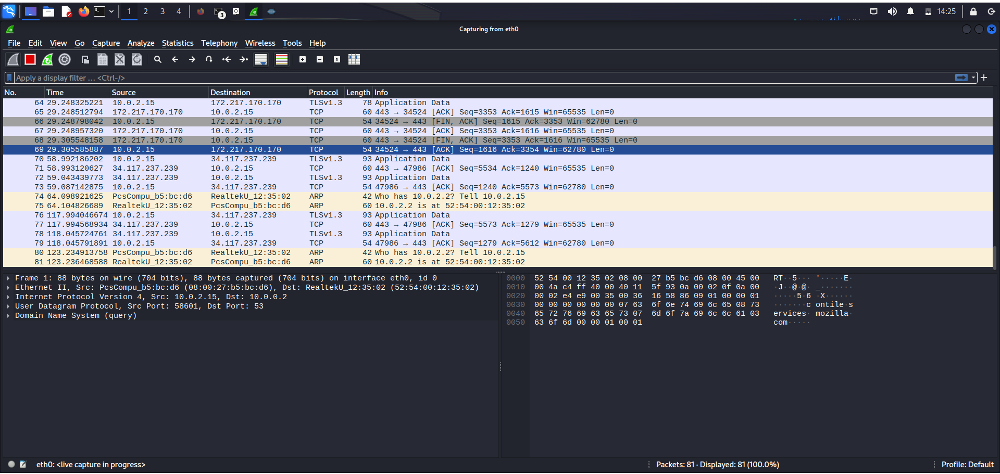 1 2 3 4 3 14:25
Capturing from eth0
File Edit View Go Capture Analyze Statistics Telephony Wireless Tools Help
Apply a display filter … <Ctrl-/>
No. Time Source Destination Protocol Length Info
64 29.248325221 10.0.2.15 172.217.170.170 TLSv1.3 78 Application Data
65 29.248512794 172.217.170.170 10.0.2.15 TCP 60 443 → 34524 [ACK] Seq=3353 Ack=1615 Win=65535 Len=0
66 29.248798042 10.0.2.15 172.217.170.170 TCP 54 34524 → 443 [FIN, ACK] Seq=1615 Ack=3353 Win=62780 Len=0
67 29.248957320 172.217.170.170 10.0.2.15 TCP 60 443 → 34524 [ACK] Seq=3353 Ack=1616 Win=65535 Len=0
68 29.305548158 172.217.170.170 10.0.2.15 TCP 60 443 → 34524 [FIN, ACK] Seq=3353 Ack=1616 Win=65535 Len=0
69 29.305585887 10.0.2.15 172.217.170.170 TCP 54 34524 → 443 [ACK] Seq=1616 Ack=3354 Win=62780 Len=0
70 58.992186202 10.0.2.15 34.117.237.239 TLSv1.3 93 Application Data
71 58.993120627 34.117.237.239 10.0.2.15 TCP 60 443 → 47986 [ACK] Seq=5534 Ack=1240 Win=65535 Len=0
72 59.043439773 34.117.237.239 10.0.2.15 TLSv1.3 93 Application Data
73 59.087142875 10.0.2.15 34.117.237.239 TCP 54 47986 → 443 [ACK] Seq=1240 Ack=5573 Win=62780 Len=0
74 64.098921625 PcsCompu_b5:bc:d6 RealtekU_12:35:02 ARP 42 Who has 10.0.2.2? Tell 10.0.2.15
75 64.104826689 RealtekU_12:35:02 PcsCompu_b5:bc:d6 ARP 60 10.0.2.2 is at 52:54:00:12:35:02
76 117.994046674 10.0.2.15 34.117.237.239 TLSv1.3 93 Application Data
77 117.994568934 34.117.237.239 10.0.2.15 TCP 60 443 → 47986 [ACK] Seq=5573 Ack=1279 Win=65535 Len=0
78 118.045724761 34.117.237.239 10.0.2.15 TLSv1.3 93 Application Data
79 118.045791891 10.0.2.15 34.117.237.239 TCP 54 47986 → 443 [ACK] Seq=1279 Ack=5612 Win=62780 Len=0
80 123.234913758 PcsCompu_b5:bc:d6 RealtekU_12:35:02 ARP 42 Who has 10.0.2.2? Tell 10.0.2.15
81 123.236468588 RealtekU_12:35:02 PcsCompu_b5:bc:d6 ARP 60 10.0.2.2 is at 52:54:00:12:35:02
Frame 1: 88 bytes on wire (704 bits), 88 bytes captured (704 bits) on interface eth0, id 0
Ethernet II, Src: PcsCompu_b5:bc:d6 (08:00:27:b5:bc:d6), Dst: RealtekU_12:35:02 (52:54:00:12:35:02)
Internet Protocol Version 4, Src: 10.0.2.15, Dst: 10.0.0.2
User Datagram Protocol, Src Port: 58601, Dst Port: 53
Domain Name System (query)
0000 52 54 00 12 35 02 08 00 27 b5 bc d6 08 00 45 00 RT··5··· '·····E·
0010 00 4a c4 ff 40 00 40 11 5f 93 0a 00 02 0f 0a 00 ·J··@·@· _·······
0020 00 02 e4 e9 00 35 00 36 16 58 86 09 01 00 00 01 ·····5·6 ·X······
0030 00 00 00 00 00 00 07 63 6f 6e 74 69 6c 65 08 73 ·······c ontile·s
0040 65 72 76 69 63 65 73 07 6d 6f 7a 69 6c 6c 61 03 ervices· mozilla·
0050 63 6f 6d 00 00 01 00 01 com·····
eth0: <live capture in progress> Packets: 81 · Displayed: 81 (100.0%) Profile: Default